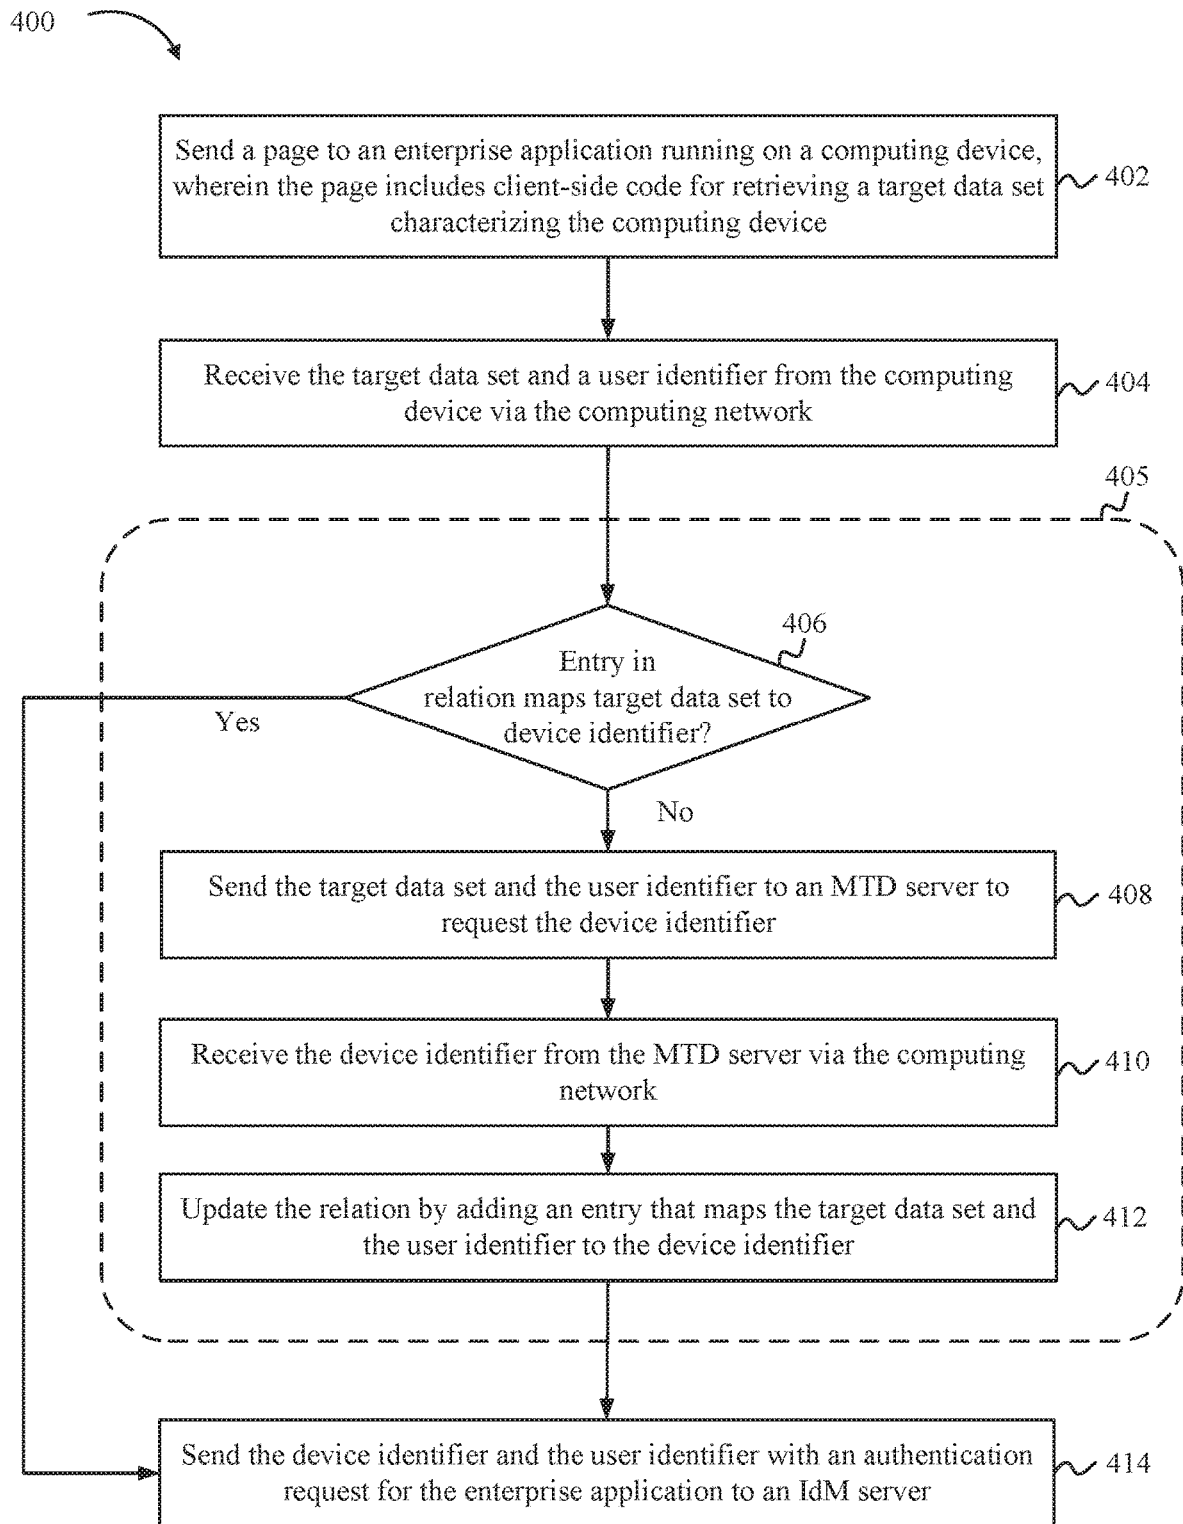 400
Send a page to an enterprise application running on a computing device,
wherein the page includes client-side code for retrieving a target data set
characterizing the computing device
402
Receive the target data set and a user identifier from the computing
device via the computing network
404
405
406
Entry in
relation maps target data set to
device identifier?
Yes
No
Send the target data set and the user identifier to an MTD server to
request the device identifier
408
Receive the device identifier from the MTD server via the computing
network
410
Update the relation by adding an entry that maps the target data set and
the user identifier to the device identifier
412
Send the device identifier and the user identifier with an authentication
request for the enterprise application to an IdM server
414